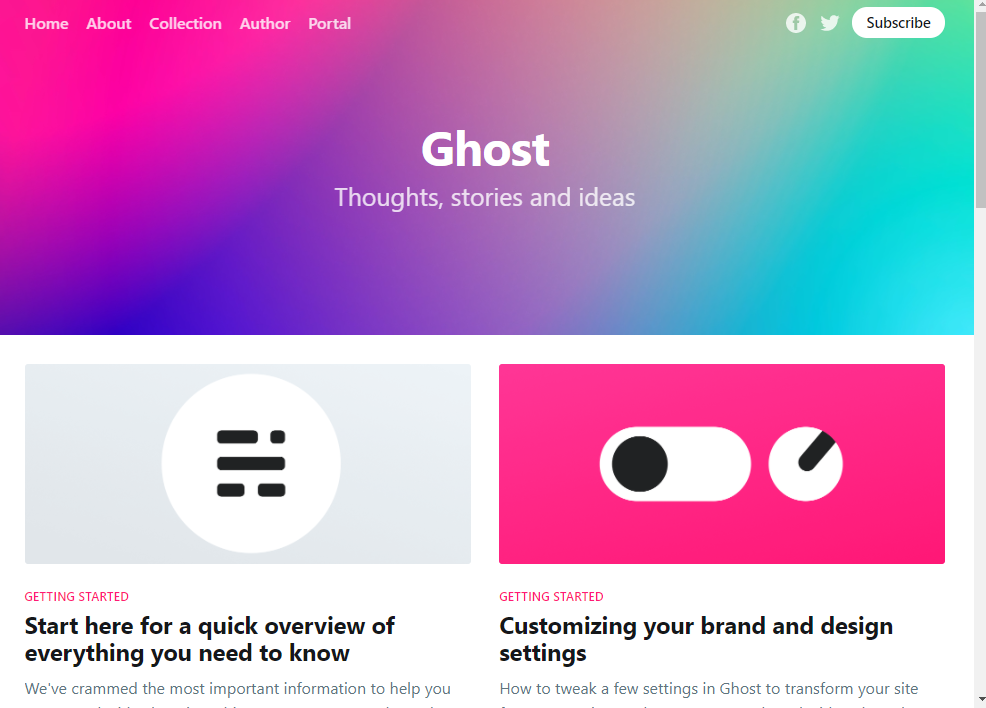 Home About Collection Author Portal
Subscribe
Ghost
Thoughts, stories and ideas
GETTING STARTED
Start here for a quick overview of
everything you need to know
We've crammed the most important information to help you
GETTING STARTED
Customizing your brand and design
settings
How to tweak a few settings in Ghost to transform your site